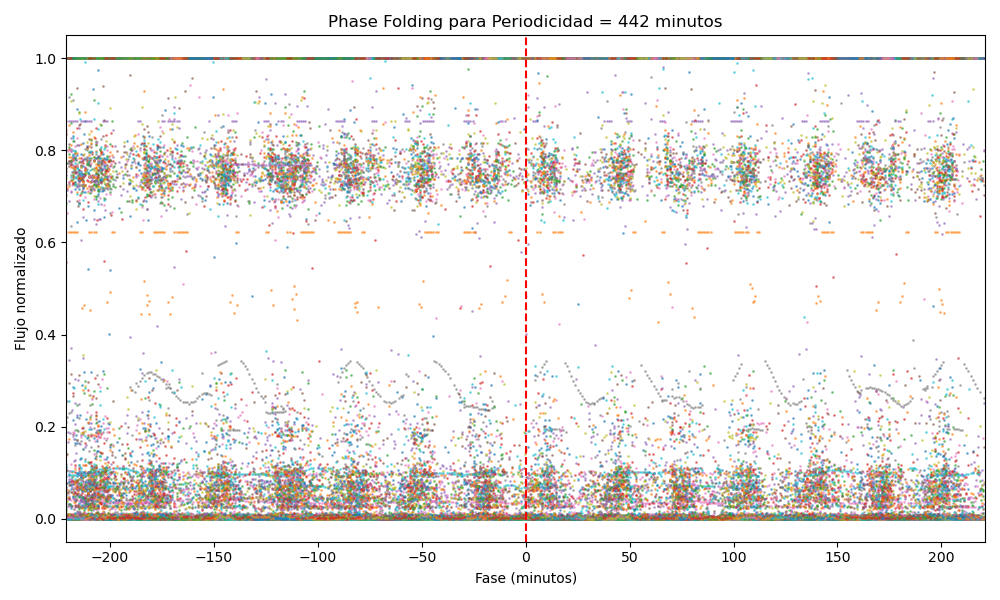 Phase Folding para Periodicidad = 442 minutos
1.0
0.8
0.6
0.4
0.2
0.0
Flujo normalizado
−200 −150 −100 −50 0 50 100 150 200
Fase (minutos)